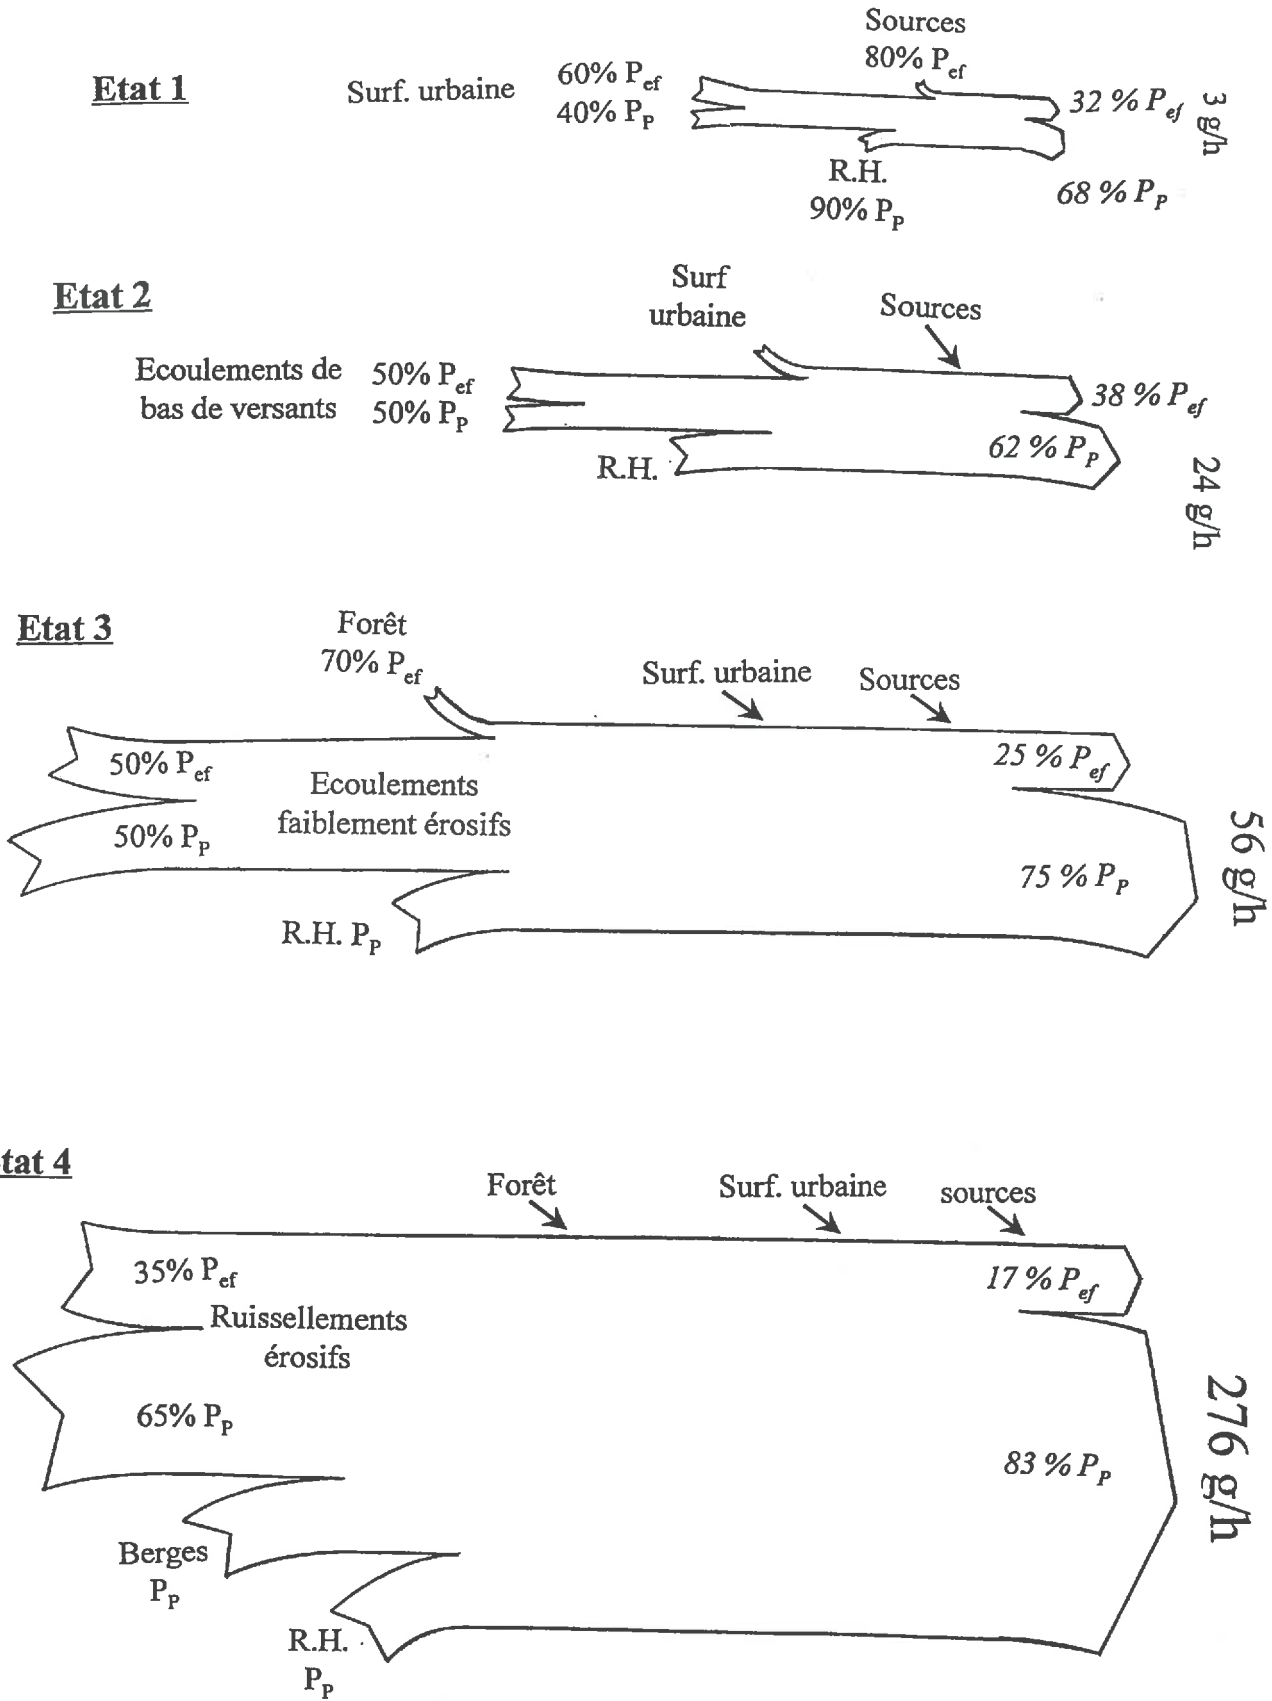 Etat 1
Surf. urbaine
60% Pef
40% PP
Sources
80% Pef
32 % Pef
3 g/h
R.H.
90% PP
68 % PP
Etat 2
Surf
urbaine
Sources
Ecoulements de
bas de versants
50% Pef
50% PP
38 % Pef
R.H.
62 % PP
24 g/h
Etat 3
Forêt
70% Pef
Surf. urbaine
Sources
50% Pef
25 % Pef
Ecoulements
faiblement érosifs
50% PP
75 % PP
56 g/h
R.H. PP
tat 4
Forêt
Surf. urbaine
sources
35% Pef
17 % Pef
Ruissellements
érosifs
65% PP
83 % PP
276 g/h
Berges
PP
R.H.
PP